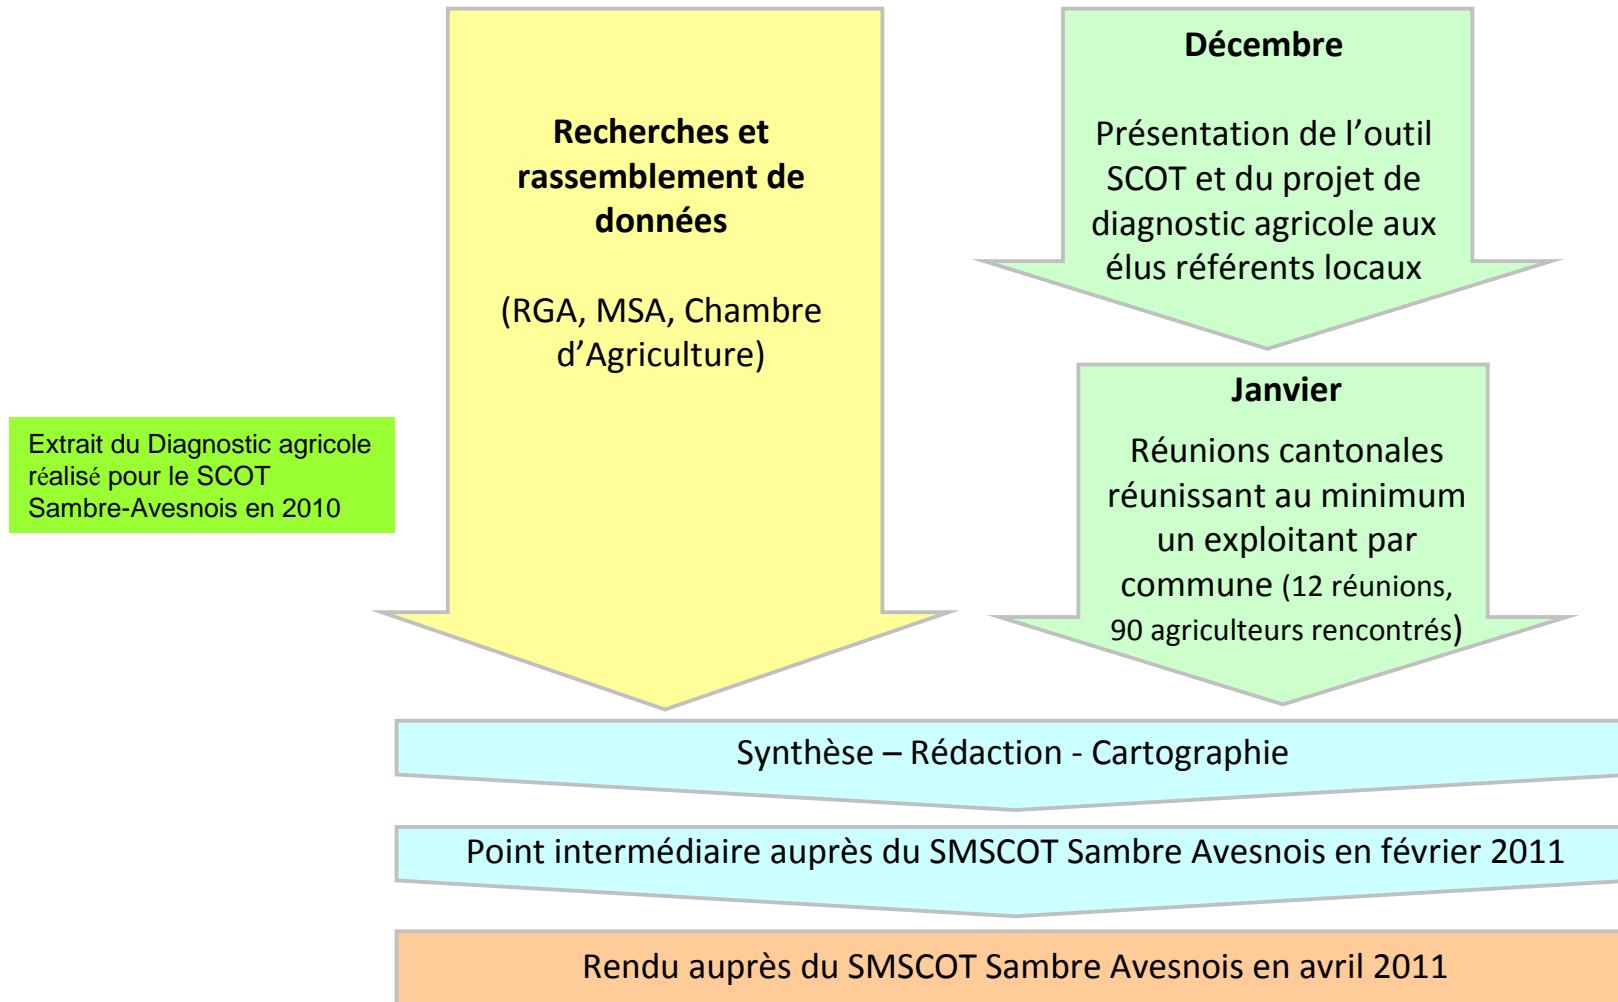 Recherches et
rassemblement de
données
(RGA, MSA, Chambre
d’Agriculture)
Décembre
Présentation de l’outil
SCOT et du projet de
diagnostic agricole aux
élus référents locaux
Janvier
Réunions cantonales
réunissant au minimum
un exploitant par
commune (12 réunions,
90 agriculteurs rencontrés)
Extrait du Diagnostic agricole
réalisé pour le SCOT
Sambre-Avesnois en 2010
Synthèse – Rédaction - Cartographie
Point intermédiaire auprès du SMSCOT Sambre Avesnois en février 2011
Rendu auprès du SMSCOT Sambre Avesnois en avril 2011